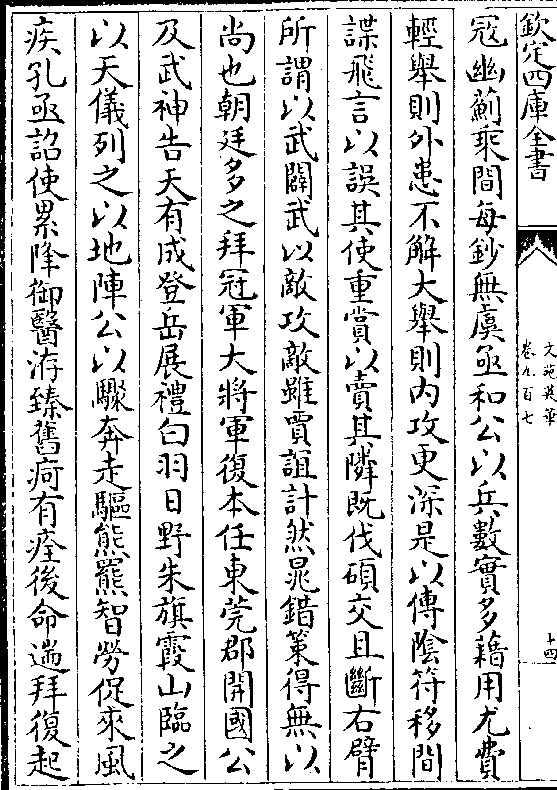 欽定四庫全書
文苑英華
卷九百七
十四
冦幽薊乘間每鈔無虞亟和公以兵數實多藉用尤費
輕舉則外患不解大舉則内攻更深是以傳陰符移間
諜飛言以誤其使重賞以賣其隣既伐碩交且斷右臂
所謂以武鬭武以敵攻敵雖賈誼計然鼂錯策得無以
尚也朝廷多之拜冠軍大將軍復本任東莞郡開國公
及武神告天有成登岳展禮白羽日野朱旗霞山臨之
以天儀列之以地陣公以驟奔走驅熊羆智勞促來風
疾孔亟詔使累降御醫洊臻舊痾有痊後命遄拜復起